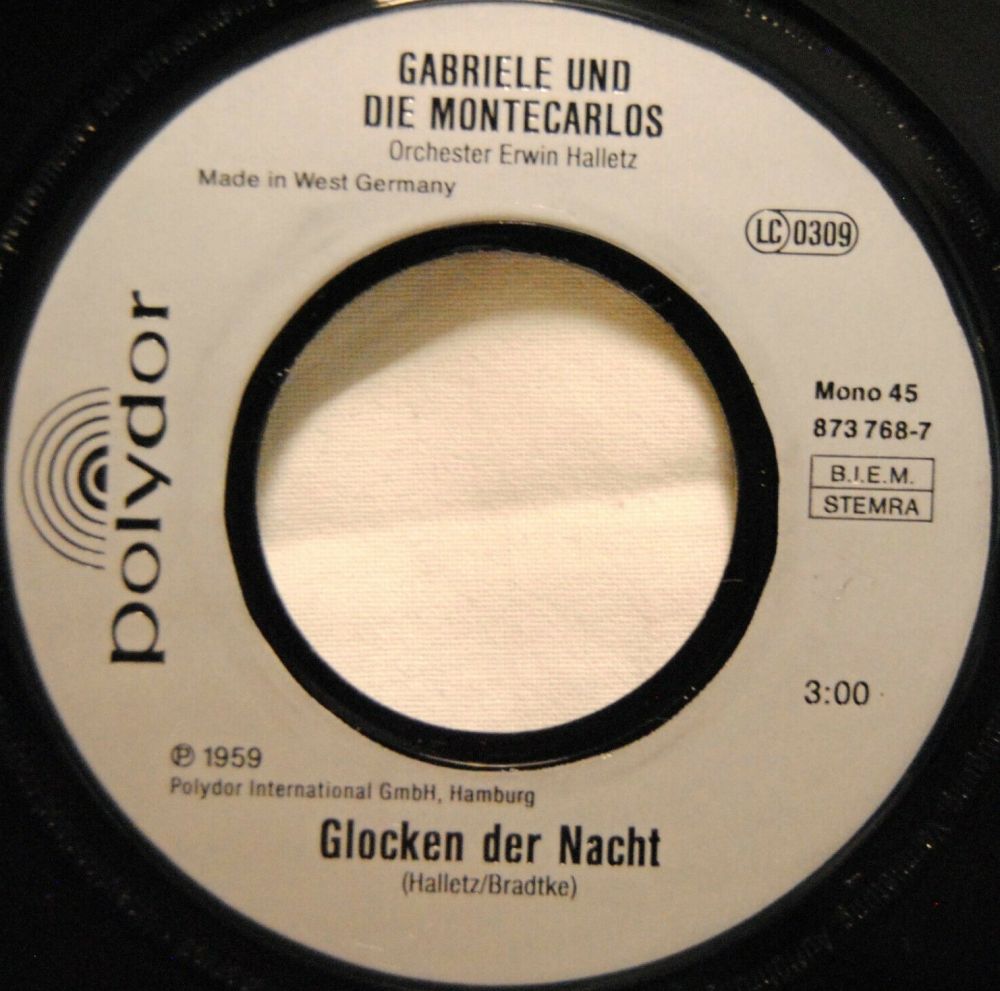 GABRIELE UND
DIE MONTECARLOS
Orchester Erwin Halletz
Made in West Germany
LC 0309
polydor
Mono 45
873 768-7
B.I.E.M.
STEMRA
3:00
℗ 1959
Polydor International GmbH, Hamburg
Glocken der Nacht
(Halletz/Bradtke)